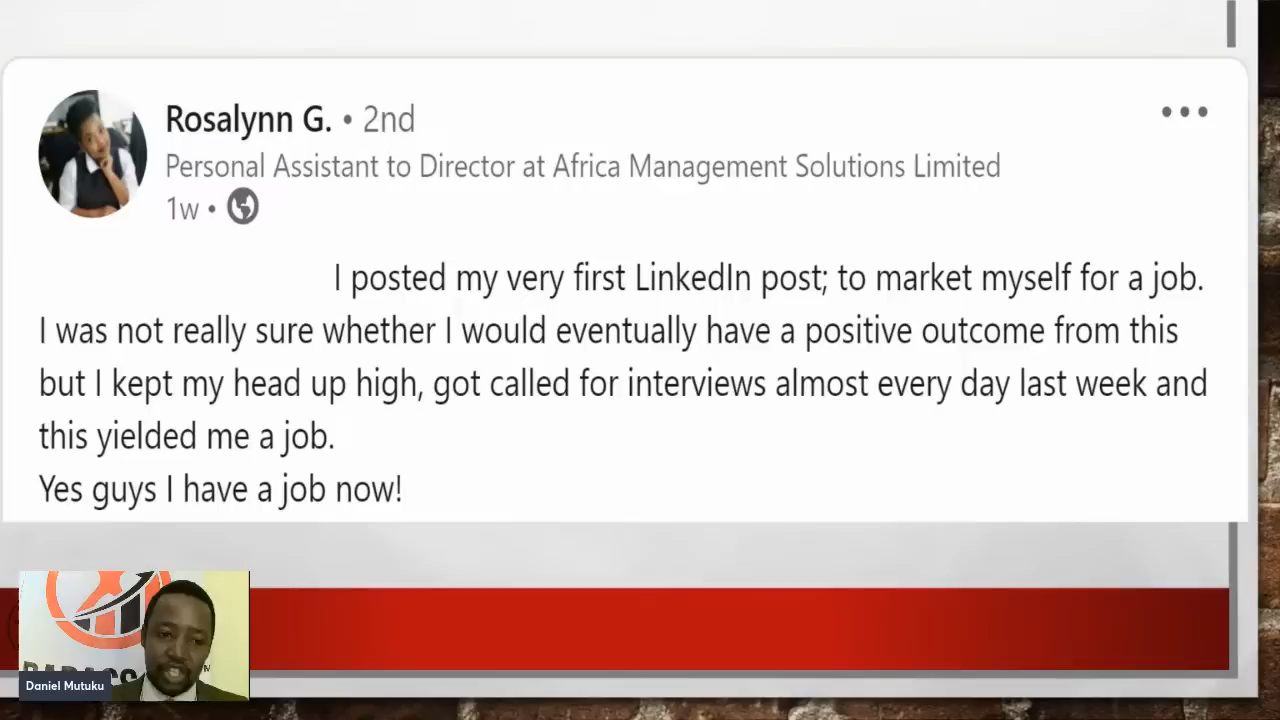 Rosalynn G. • 2nd
Personal Assistant to Director at Africa Management Solutions Limited
1w •
I posted my very first LinkedIn post; to market myself for a job.
I was not really sure whether I would eventually have a positive outcome from this
but I kept my head up high, got called for interviews almost every day last week and
this yielded me a job.
Yes guys I have a job now!
Daniel Mutuku